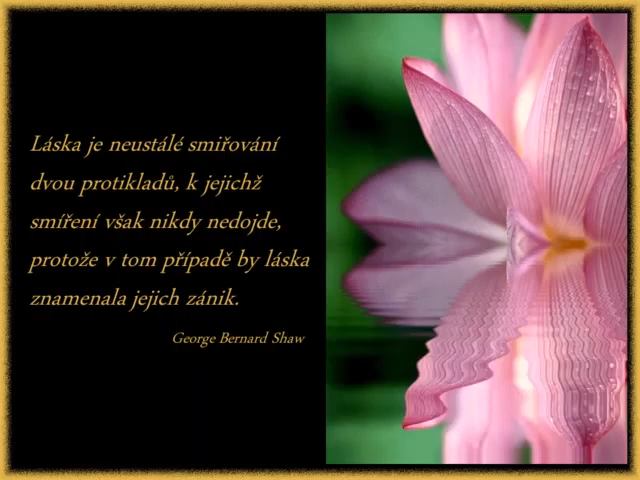 Láska je neustálé smiřování
dvou protikladů, k jejichž
smíření však nikdy nedojde,
protože v tom případě by láska
znamenala jejich zánik.
George Bernard Shaw